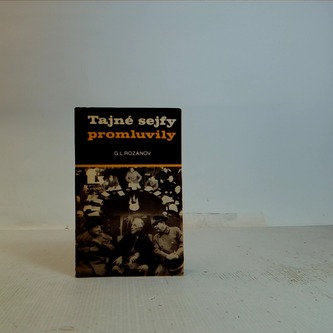 Tajné sejfy
promluvily
G. L. ROZANOV